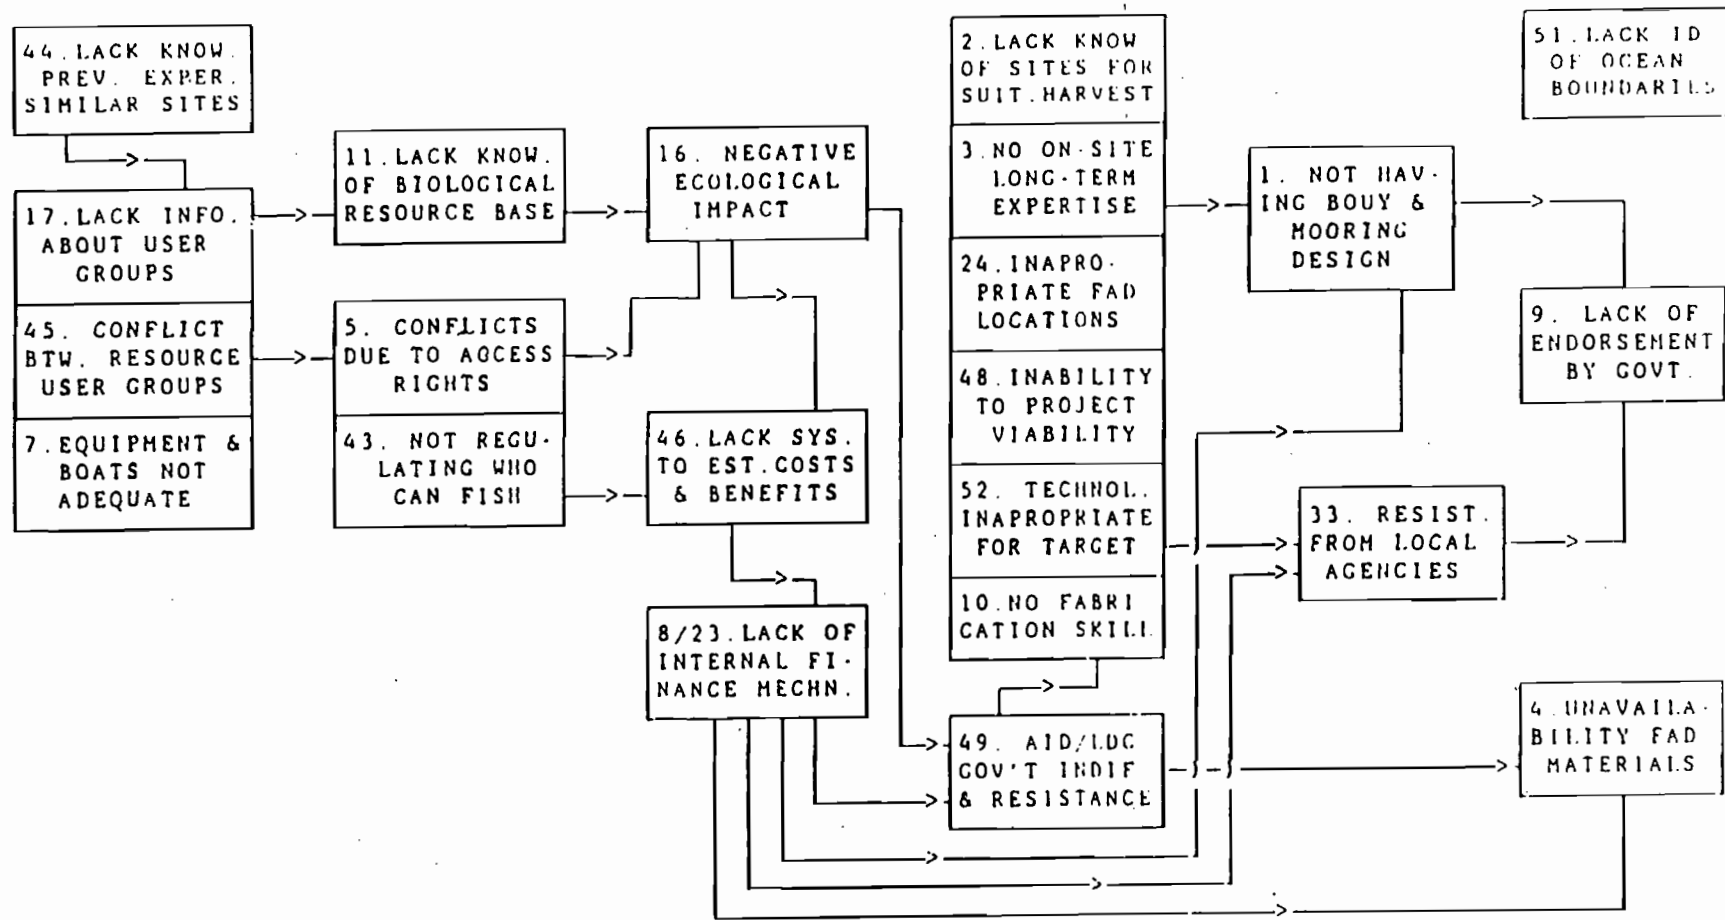 44.LACK KNOW.
PREV. EXPER.
SIMILAR SITES
17.LACK INFO.
ABOUT USER
GROUPS
45. CONFLICT
BTW. RESOURCE
USER GROUPS
7.EQUIPMENT &
BOATS NOT
ADEQUATE
11.LACK KNOW.
OF BIOLOGICAL
RESOURCE BASE
5. CONFLICTS
DUE TO ACCESS
RIGHTS
43. NOT REGU-
LATING WHO
CAN FISH
16. NEGATIVE
ECOLOGICAL
IMPACT
46.LACK SYS.
TO EST.COSTS
& BENEFITS
8/23.LACK OF
INTERNAL FI-
NANCE MECHN.
2.LACK KNOW
OF SITES FOR
SUIT.HARVEST
3.NO ON-SITE
LONG-TERM
EXPERTISE
24.INAPRO-
PRIATE FAD
LOCATIONS
48.INABILITY
TO PROJECT
VIABILITY
52. TECHNOL.
INAPROPRIATE
FOR TARGET
10.NO FABRI
CATION SKILL
49. AID/LDC
GOV'T INDIF
& RESISTANCE
1. NOT HAV-
ING BOUY &
MOORING
DESIGN
33. RESIST.
FROM LOCAL
AGENCIES
51.LACK ID
OF OCEAN
BOUNDARIES
9. LACK OF
ENDORSEMENT
BY GOVT.
4.UNAVAILA-
BILITY FAD
MATERIALS